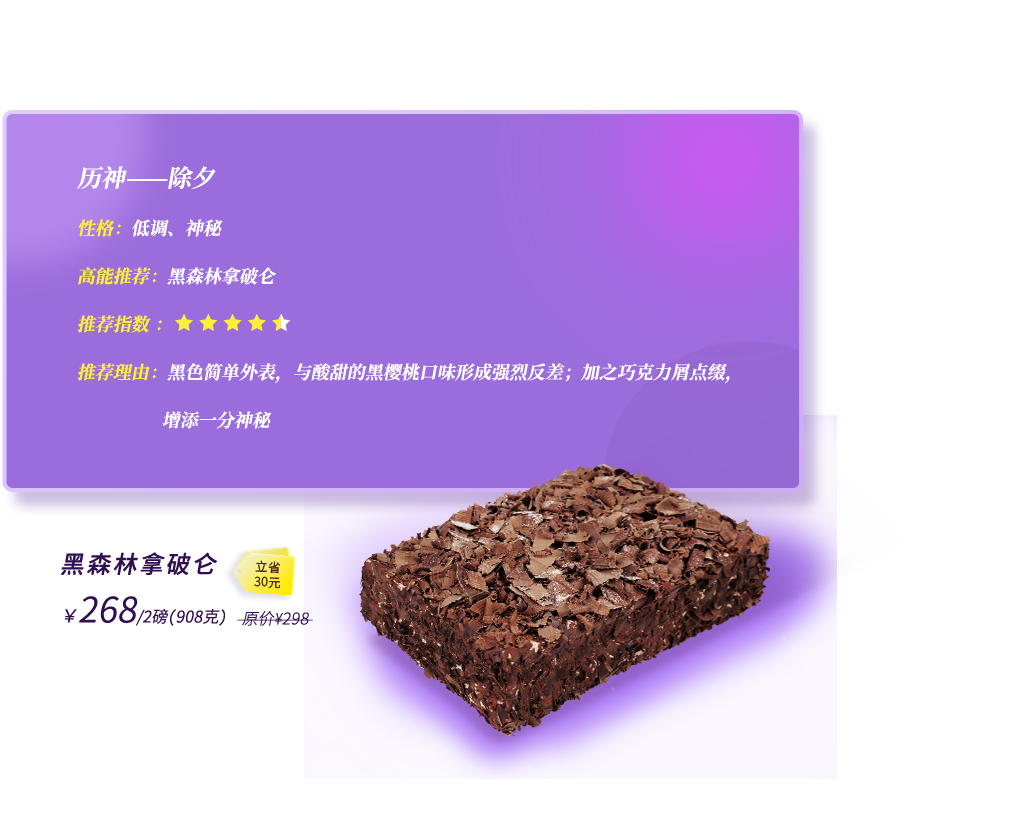 历神——除夕
性格：低调、神秘
高能推荐：黑森林拿破仑
推荐指数：
推荐理由：黑色简单外表，与酸甜的黑樱桃口味形成强烈反差；加之巧克力屑点缀，
增添一分神秘
黑森林拿破仑
立省
30元
￥268/2磅(908克) 原价¥298